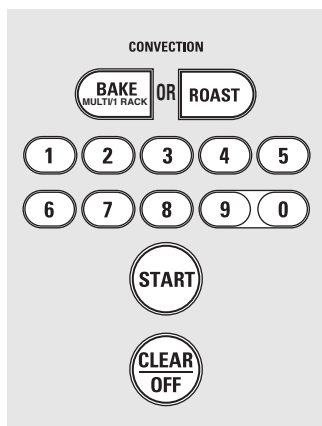 CONVECTION
BAKE OR ROAST
MULTI/1 RACK
1 2 3 4 5
6 7 8 9 0
START
CLEAR
OFF